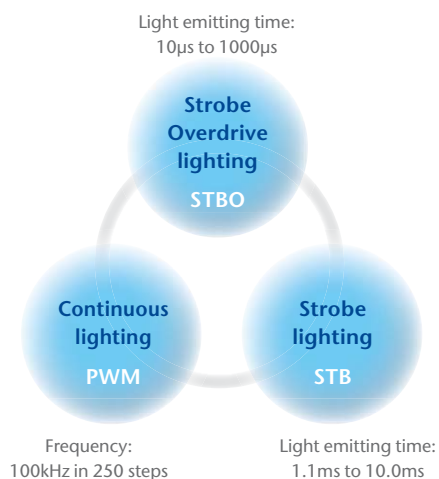 Light emitting time:
10µs to 1000µs
Strobe
Overdrive
lighting
STBO
Continuous
lighting
PWM
Strobe
lighting
STB
Frequency:
100kHz in 250 steps
Light emitting time:
1.1ms to 10.0ms